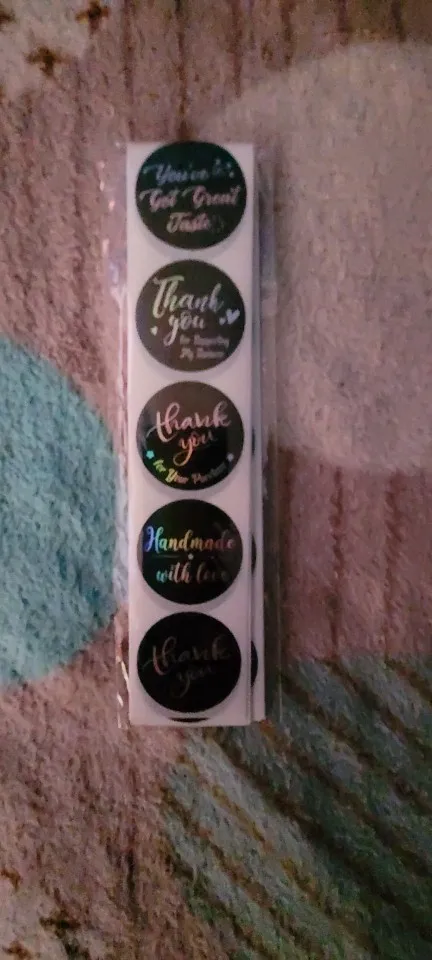 You've
Got Great
Taste
Thank
you
For Supporting
My Business
thank
you
for Your Purchase
Handmade
with love
thank
you